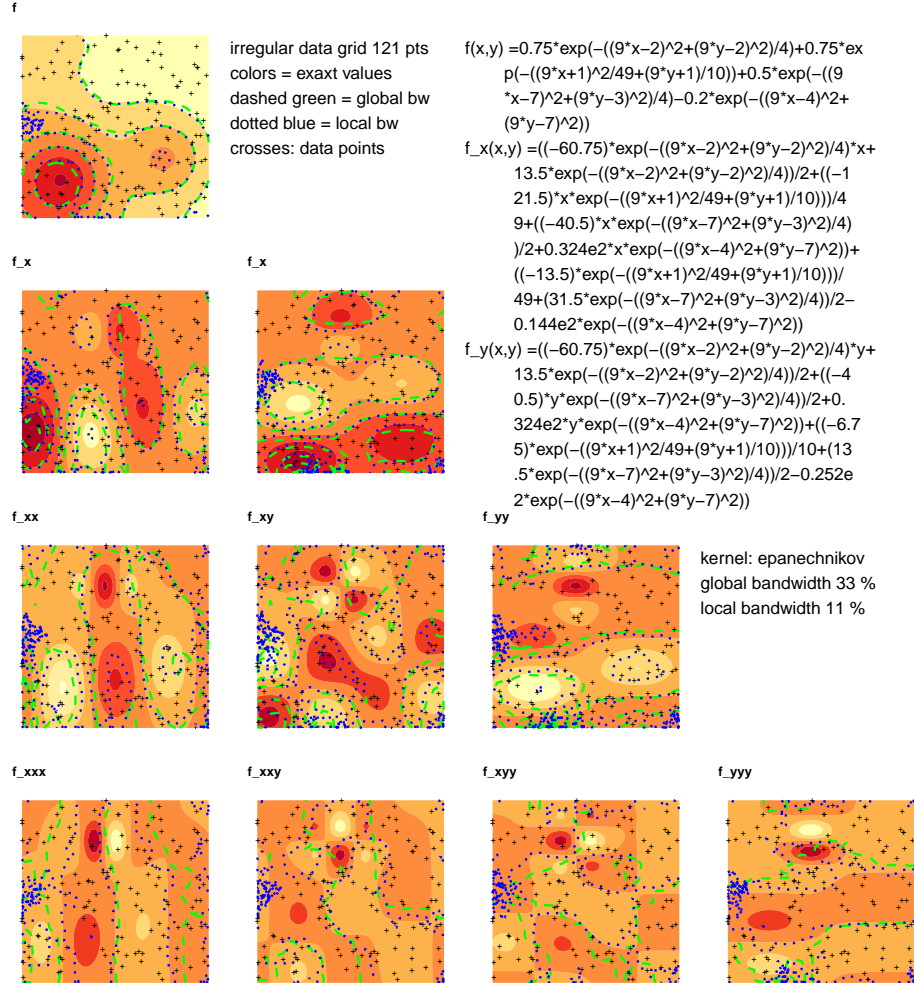 f
irregular data grid 121 pts
colors = exaxt values
dashed green = global bw
dotted blue = local bw
crosses: data points
f(x,y) =0.75*exp(−((9*x−2)^2+(9*y−2)^2)/4)+0.75*ex
p(−((9*x+1)^2/49+(9*y+1)/10))+0.5*exp(−((9
*x−7)^2+(9*y−3)^2)/4)−0.2*exp(−((9*x−4)^2+
(9*y−7)^2))
f_x(x,y) =((−60.75)*exp(−((9*x−2)^2+(9*y−2)^2)/4)*x+
13.5*exp(−((9*x−2)^2+(9*y−2)^2)/4))/2+((−1
21.5)*x*exp(−((9*x+1)^2/49+(9*y+1)/10)))/4
9+((−40.5)*x*exp(−((9*x−7)^2+(9*y−3)^2)/4)
)/2+0.324e2*x*exp(−((9*x−4)^2+(9*y−7)^2))+
((−13.5)*exp(−((9*x+1)^2/49+(9*y+1)/10)))/
49+(31.5*exp(−((9*x−7)^2+(9*y−3)^2)/4))/2−
0.144e2*exp(−((9*x−4)^2+(9*y−7)^2))
f_y(x,y) =((−60.75)*exp(−((9*x−2)^2+(9*y−2)^2)/4)*y+
13.5*exp(−((9*x−2)^2+(9*y−2)^2)/4))/2+((−4
0.5)*y*exp(−((9*x−7)^2+(9*y−3)^2)/4))/2+0.
324e2*y*exp(−((9*x−4)^2+(9*y−7)^2))+((−6.7
5)*exp(−((9*x+1)^2/49+(9*y+1)/10)))/10+(13
.5*exp(−((9*x−7)^2+(9*y−3)^2)/4))/2−0.252e
2*exp(−((9*x−4)^2+(9*y−7)^2))
f_x
f_x
f_xx
f_xy
f_yy
kernel: epanechnikov
global bandwidth 33 %
local bandwidth 11 %
f_xxx
f_xxy
f_xyy
f_yyy